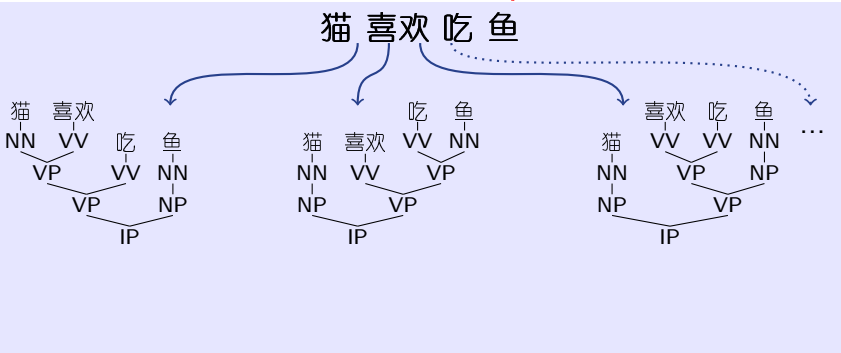 猫 喜欢 吃 鱼
猫 喜欢 吃 鱼
NN VV VV NN
VP NP
VP
IP
猫 喜欢 吃 鱼
NN VV VV NN
NP VP
VP
IP
猫 喜欢 吃 鱼
NN VV VV NN
NP VP NP
VP
IP
...